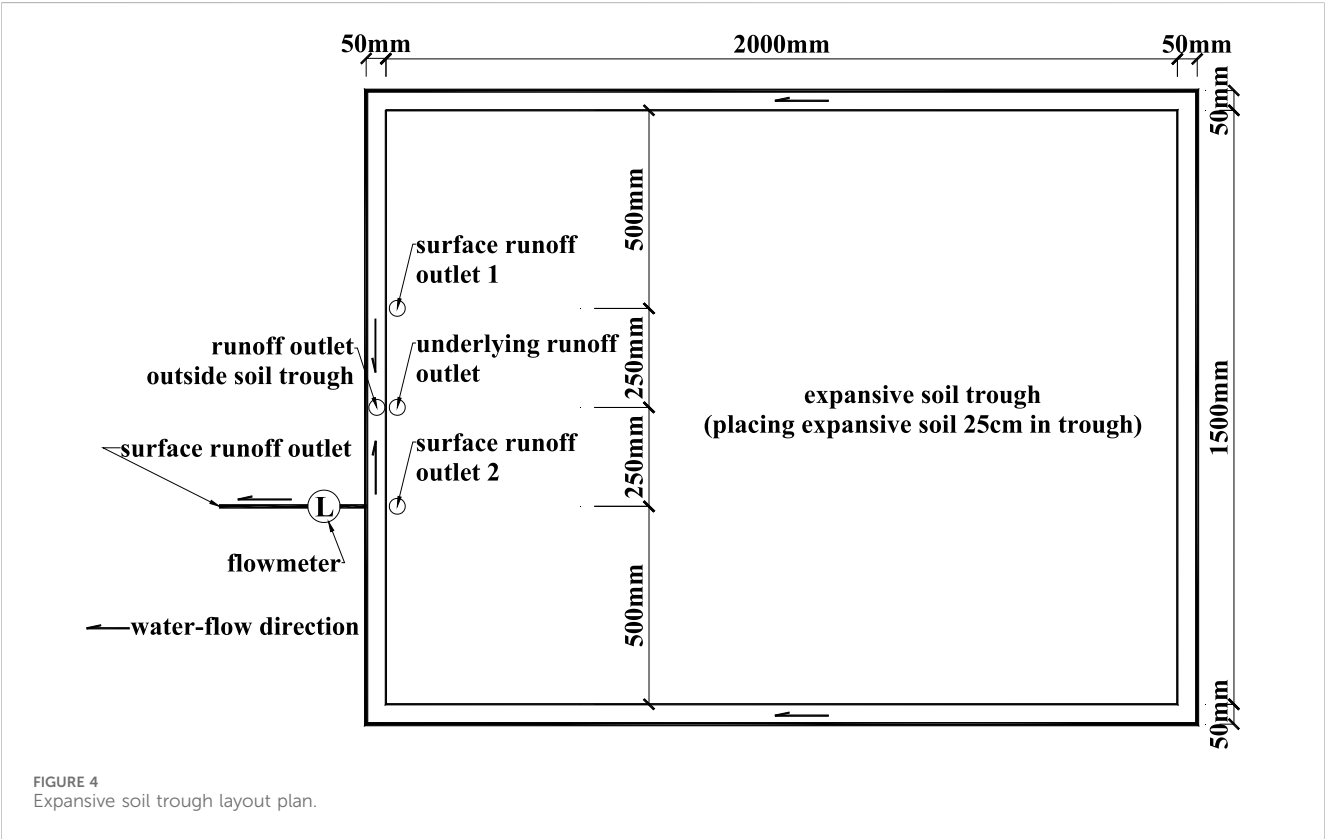 50mm
2000mm
50mm
50mm
500mm
surface runoff
outlet 1
runoff outlet
outside soil trough
underlying runoff
outlet
250mm
expansive soil trough
(placing expansive soil 25cm in trough)
1500mm
surface runoff outlet
surface runoff
outlet 2
250mm
L
flowmeter
500mm
water-flow direction
50mm
FIGURE 4
Expansive soil trough layout plan.